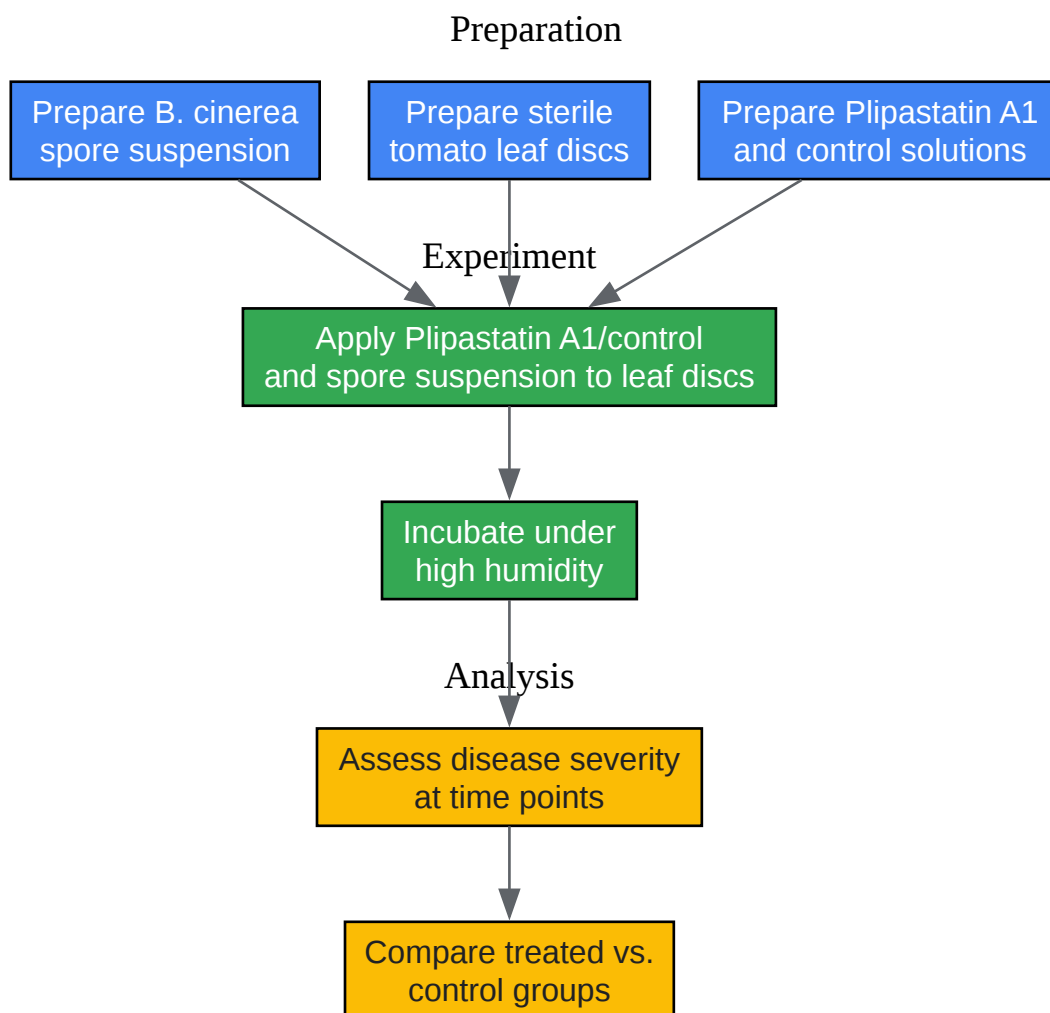 Preparation
Prepare B. cinerea
spore suspension
Prepare sterile
tomato leaf discs
Prepare Plipastatin A1
and control solutions
Experiment
Apply Plipastatin A1/control
and spore suspension to leaf discs
Incubate under
high humidity
Analysis
Assess disease severity
at time points
Compare treated vs.
control groups